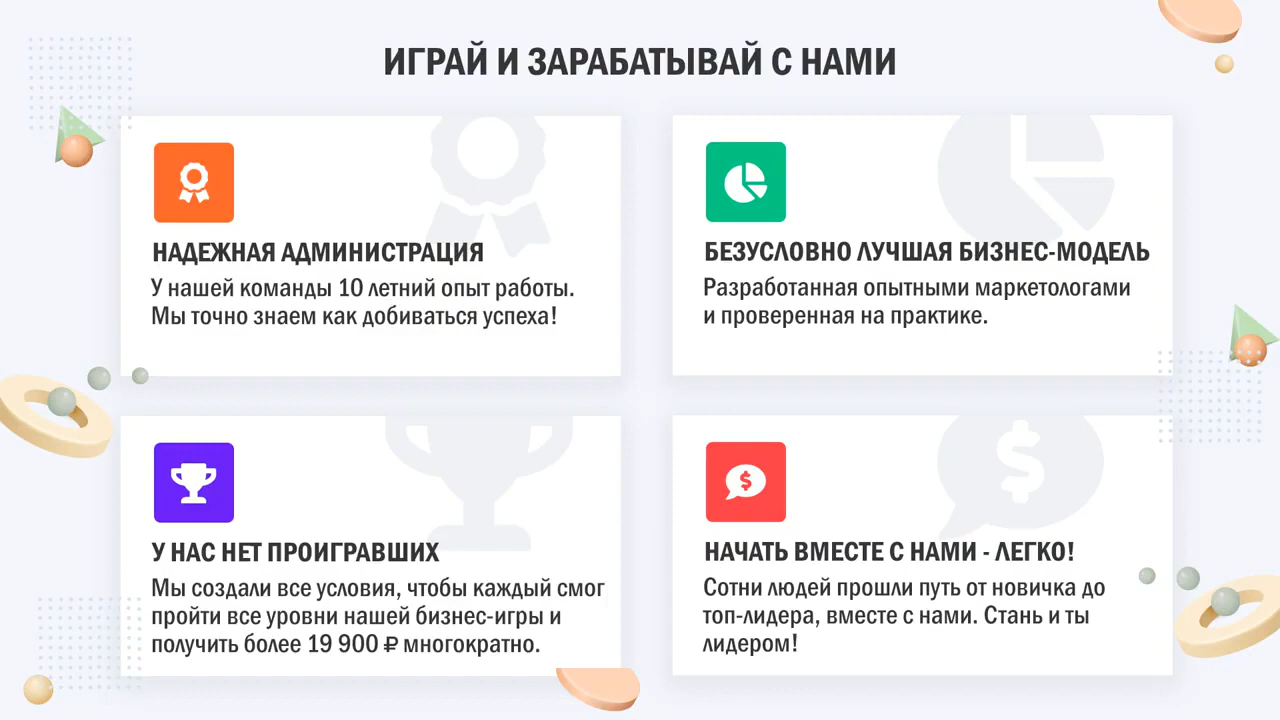 ИГРАЙ И ЗАРАБАТЫВАЙ С НАМИ
НАДЕЖНАЯ АДМИНИСТРАЦИЯ
У нашей команды 10 летний опыт работы.
Мы точно знаем как добиваться успеха!
БЕЗУСЛОВНО ЛУЧШАЯ БИЗНЕС-МОДЕЛЬ
Разработанная опытными маркетологами
и проверенная на практике.
У НАС НЕТ ПРОИГРАВШИХ
Мы создали все условия, чтобы каждый смог
пройти все уровни нашей бизнес-игры и
получить более 19 900 ₽ многократно.
НАЧАТЬ ВМЕСТЕ С НАМИ - ЛЕГКО!
Сотни людей прошли путь от новичка до
топ-лидера, вместе с нами. Стань и ты
лидером!